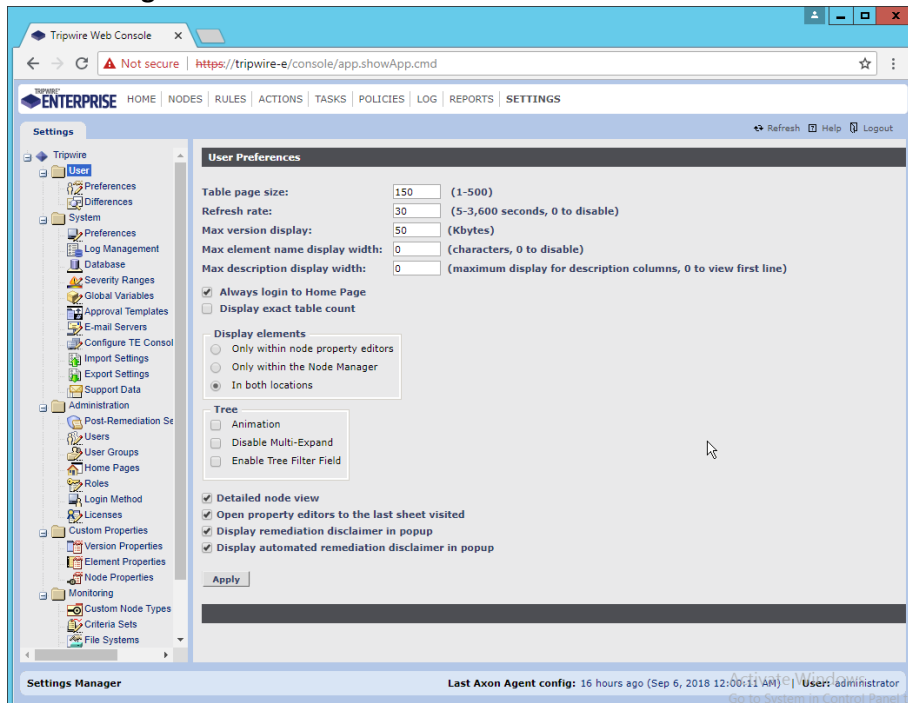 Tripwire Web Console
Not secure | https://tripwire-e/console/app.showApp.cmd
TRIPWIRE ENTERPRISE HOME NODES RULES ACTIONS TASKS POLICIES LOG REPORTS SETTINGS
Settings Refresh Help Logout
Tripwire
User
Preferences
Differences
System
Preferences
Log Management
Database
Severity Ranges
Global Variables
Approval Templates
E-mail Servers
Configure TE Consol
Import Settings
Export Settings
Support Data
Administration
Post-Remediation Se
Users
User Groups
Home Pages
Roles
Login Method
Licenses
Custom Properties
Version Properties
Element Properties
Node Properties
Monitoring
Custom Node Types
Criteria Sets
File Systems
User Preferences
Table page size: 150 (1-500)
Refresh rate: 30 (5-3,600 seconds, 0 to disable)
Max version display: 50 (Kbytes)
Max element name display width: 0 (characters, 0 to disable)
Max description display width: 0 (maximum display for description columns, 0 to view first line)
Always login to Home Page
Display exact table count
Display elements
Only within node property editors
Only within the Node Manager
In both locations
Tree
Animation
Disable Multi-Expand
Enable Tree Filter Field
Detailed node view
Open property editors to the last sheet visited
Display remediation disclaimer in popup
Display automated remediation disclaimer in popup
Apply
Settings Manager
Last Axon Agent config: 16 hours ago (Sep 6, 2018 12:00:11 AM) | User: administrator
Activate Windows
Go to System in Control Panel